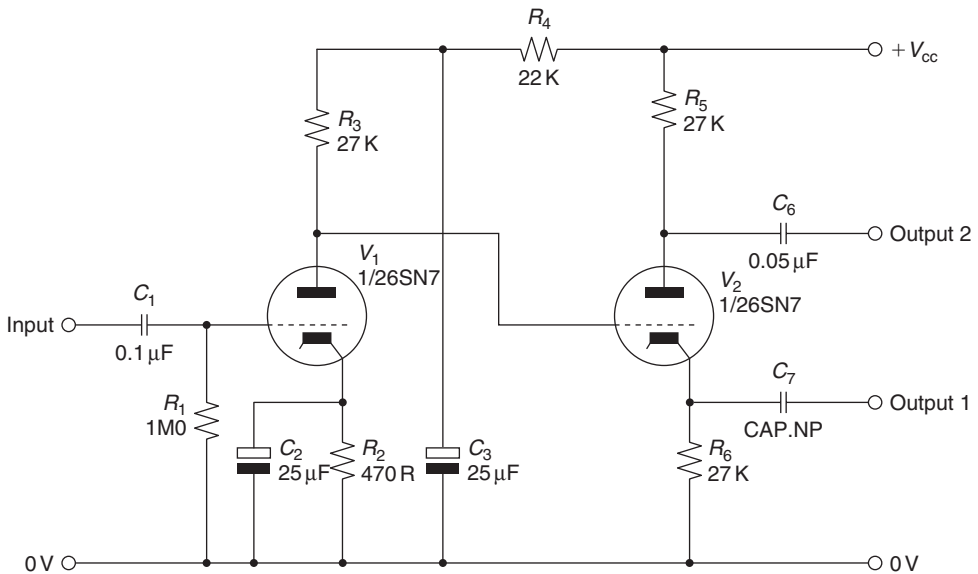 R4
22 K
+Vcc
R3
27 K
R5
27 K
C6
Output 2
0.05 µF
V1
1/26SN7
V2
1/26SN7
C1
Input
0.1 µF
C7
Output 1
CAP.NP
R1
1M0
C2
25 µF
R2
470 R
C3
25 µF
R6
27 K
0 V
0 V